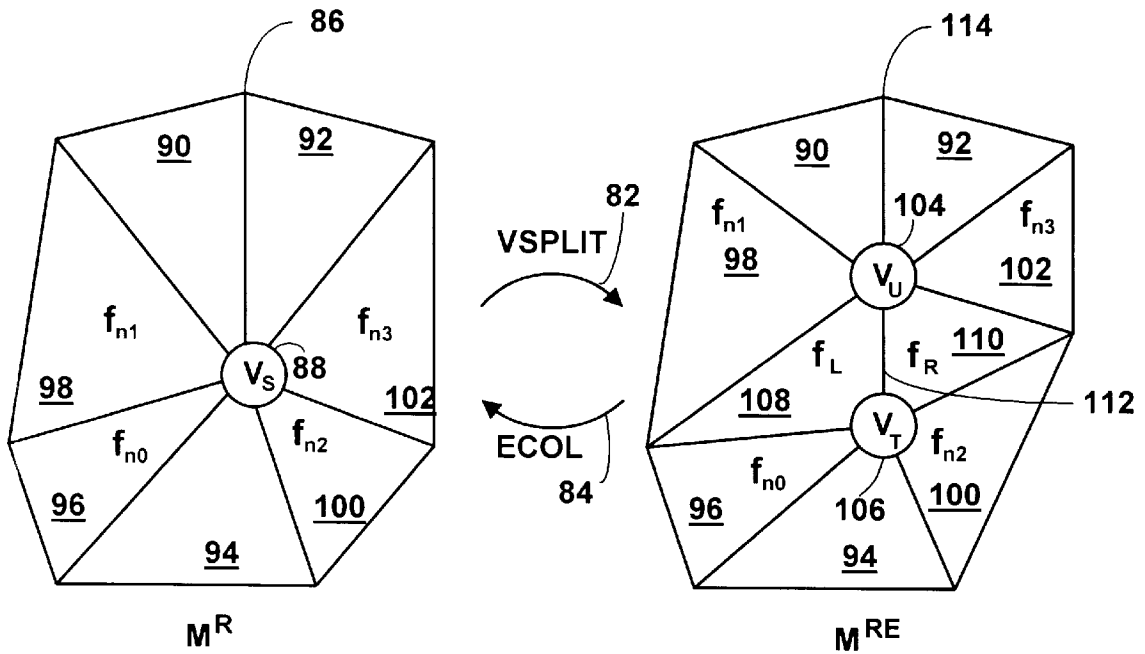 86
114
90
92
90
92
82
104
f_n1
f_n3
VSPLIT
98
102
V_U
f_n1
f_n3
110
f_L
f_R
88
V_S
98
102
108
112
f_n0
f_n2
ECOL
V_T
f_n2
84
f_n0
96
100
106
100
96
94
94
M^R
M^RE